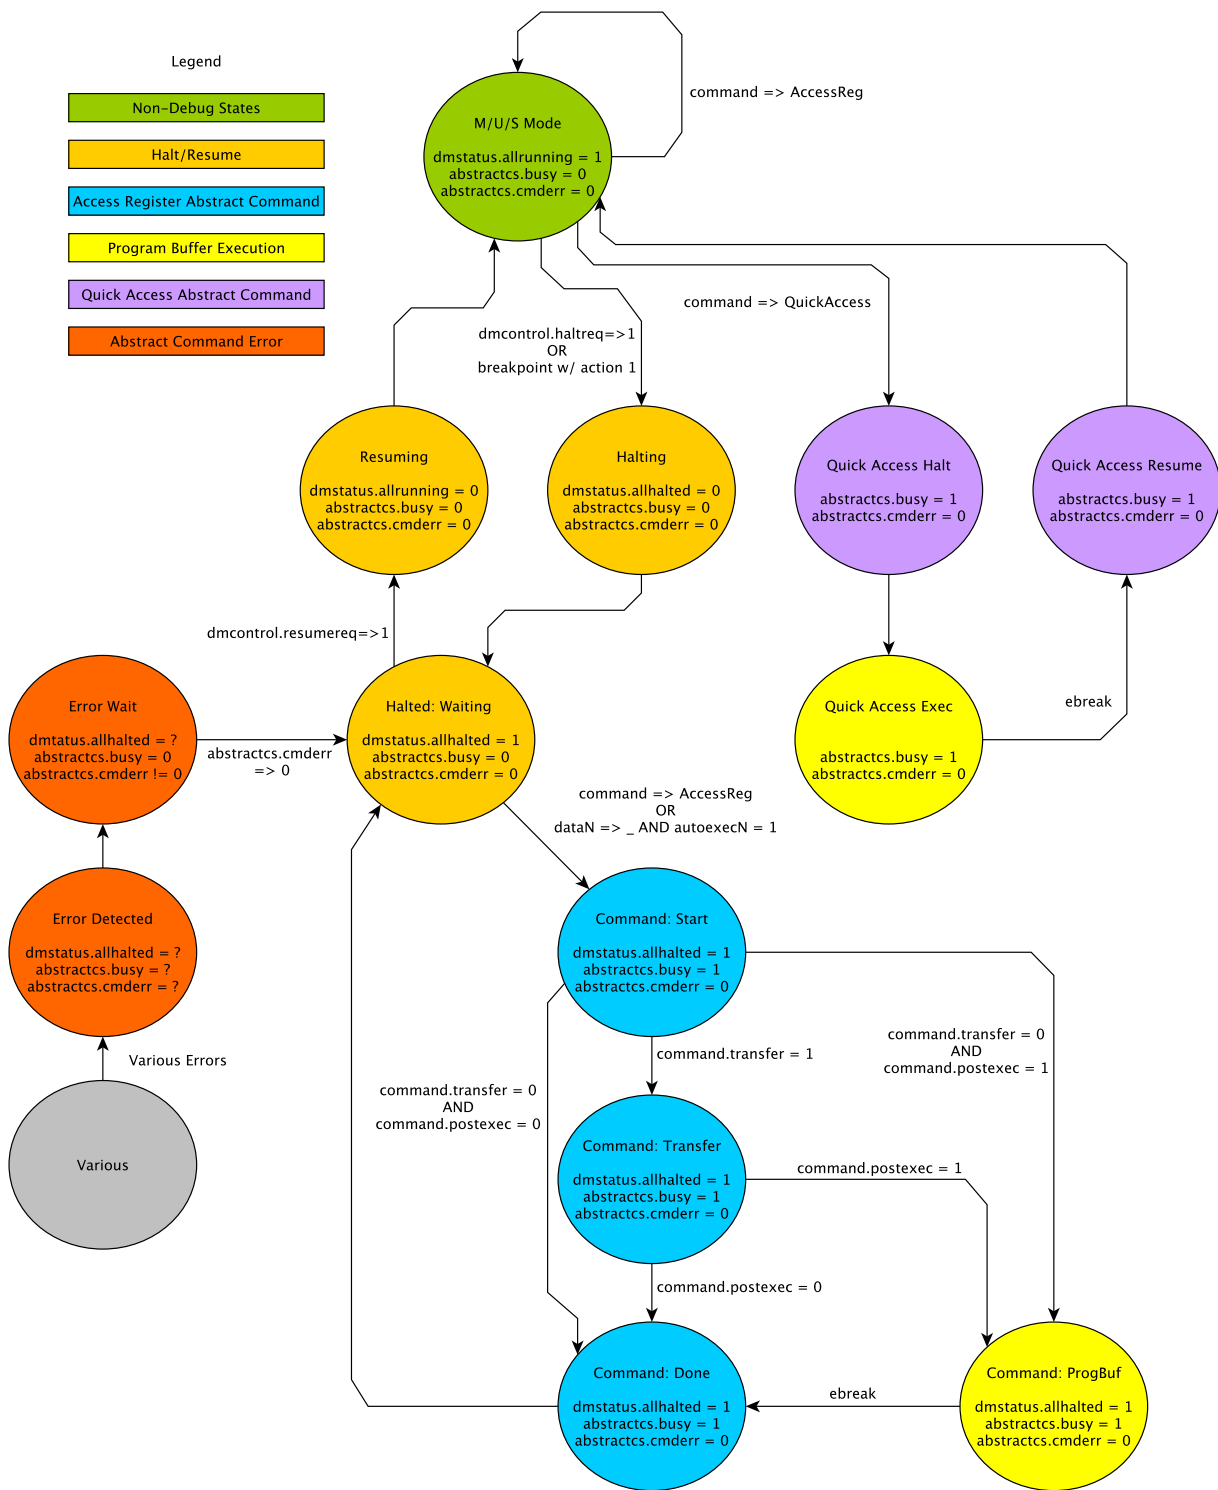 Legend
Non-Debug States
Halt/Resume
Access Register Abstract Command
Program Buffer Execution
Quick Access Abstract Command
Abstract Command Error
command => AccessReg
M/U/S Mode
dmstatus.allrunning = 1
abstractcs.busy = 0
abstractcs.cmderr = 0
command => QuickAccess
dmcontrol.haltreq=>1
OR
breakpoint w/ action 1
Resuming
dmstatus.allrunning = 0
abstractcs.busy = 0
abstractcs.cmderr = 0
Halting
dmstatus.allhalted = 0
abstractcs.busy = 0
abstractcs.cmderr = 0
Quick Access Halt
abstractcs.busy = 1
abstractcs.cmderr = 0
Quick Access Resume
abstractcs.busy = 1
abstractcs.cmderr = 0
dmcontrol.resumereq=>1
Error Wait
dmtatus.allhalted = ?
abstractcs.busy = 0
abstractcs.cmderr != 0
abstractcs.cmderr
=> 0
Halted: Waiting
dmstatus.allhalted = 1
abstractcs.busy = 0
abstractcs.cmderr = 0
Quick Access Exec
abstractcs.busy = 1
abstractcs.cmderr = 0
ebreak
command => AccessReg
OR
dataN => _ AND autoexecN = 1
Error Detected
dmstatus.allhalted = ?
abstractcs.busy = ?
abstractcs.cmderr = ?
Command: Start
dmstatus.allhalted = 1
abstractcs.busy = 1
abstractcs.cmderr = 0
Various Errors
command.transfer = 1
command.transfer = 0
AND
command.postexec = 1
command.transfer = 0
AND
command.postexec = 0
Various
Command: Transfer
dmstatus.allhalted = 1
abstractcs.busy = 1
abstractcs.cmderr = 0
command.postexec = 1
command.postexec = 0
Command: Done
dmstatus.allhalted = 1
abstractcs.busy = 1
abstractcs.cmderr = 0
ebreak
Command: ProgBuf
dmstatus.allhalted = 1
abstractcs.busy = 1
abstractcs.cmderr = 0